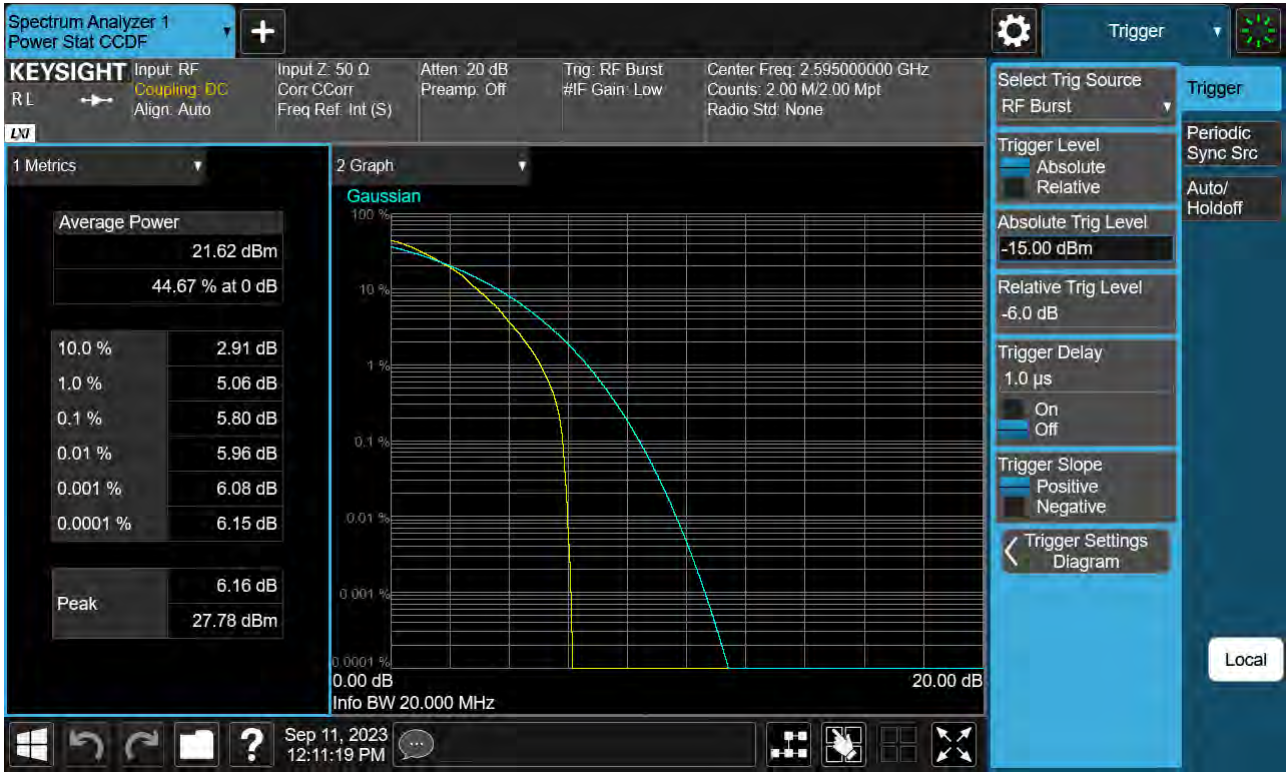 Spectrum Analyzer 1
Power Stat CCDF
+
Trigger
KEYSIGHT
R L
LXI
Input: RF
Coupling: DC
Align: Auto
Input Z: 50 Ω
Corr CCorr
Freq Ref: Int (S)
Atten: 20 dB
Preamp: Off
Trig: RF Burst
#IF Gain: Low
Center Freq: 2.595000000 GHz
Counts: 2.00 M/2.00 Mpt
Radio Std: None
1 Metrics
Average Power
21.62 dBm
44.67 % at 0 dB
10.0 % 2.91 dB
1.0 % 5.06 dB
0.1 % 5.80 dB
0.01 % 5.96 dB
0.001 % 6.08 dB
0.0001 % 6.15 dB
Peak
6.16 dB
27.78 dBm
2 Graph
Gaussian
100 %
10 %
1 %
0.1 %
0.01 %
0.001 %
0.0001 %
0.00 dB 20.00 dB
Info BW 20.000 MHz
Select Trig Source
RF Burst
Trigger Level
Absolute
Relative
Absolute Trig Level
-15.00 dBm
Relative Trig Level
-6.0 dB
Trigger Delay
1.0 µs
On
Off
Trigger Slope
Positive
Negative
Trigger Settings
Diagram
Trigger
Periodic
Sync Src
Auto/
Holdoff
Local
?
Sep 11, 2023
12:11:19 PM